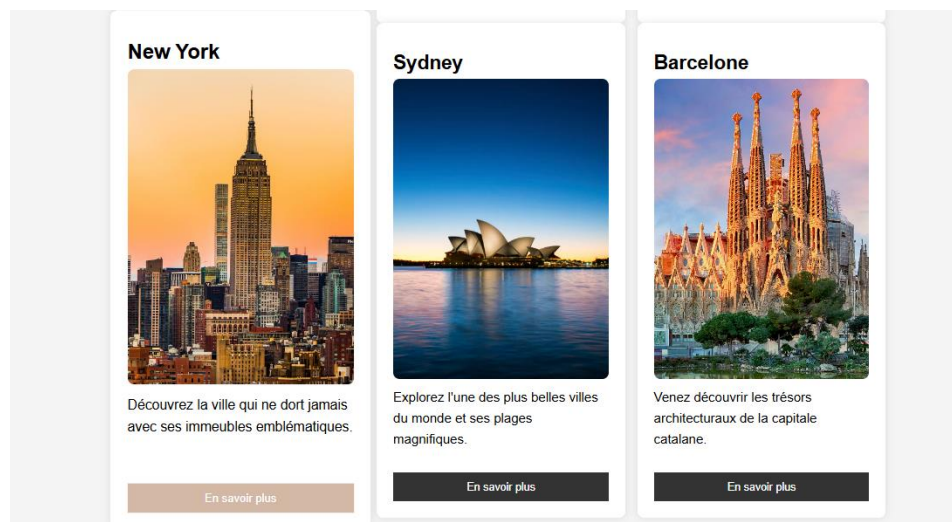 New York
Découvrez la ville qui ne dort jamais
avec ses immeubles emblématiques.
En savoir plus
Sydney
Explorez l'une des plus belles villes
du monde et ses plages
magnifiques.
En savoir plus
Barcelone
Venez découvrir les trésors
architecturaux de la capitale
catalane.
En savoir plus